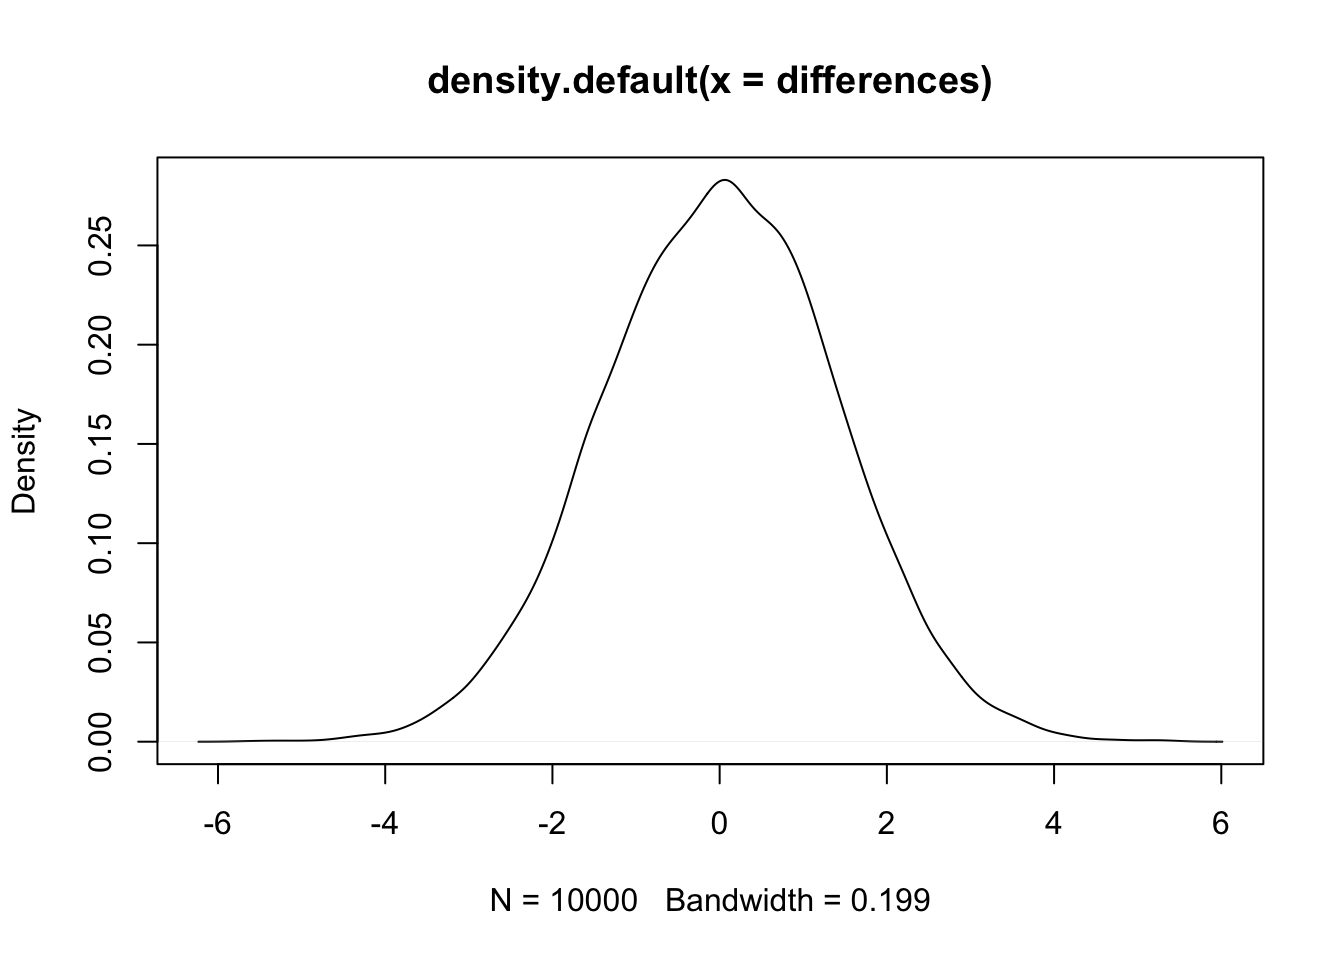 density.default(x = differences)
Density
0.25
0.20
0.15
0.10
0.05
0.00
-6 -4 -2 0 2 4 6
N = 10000 Bandwidth = 0.199